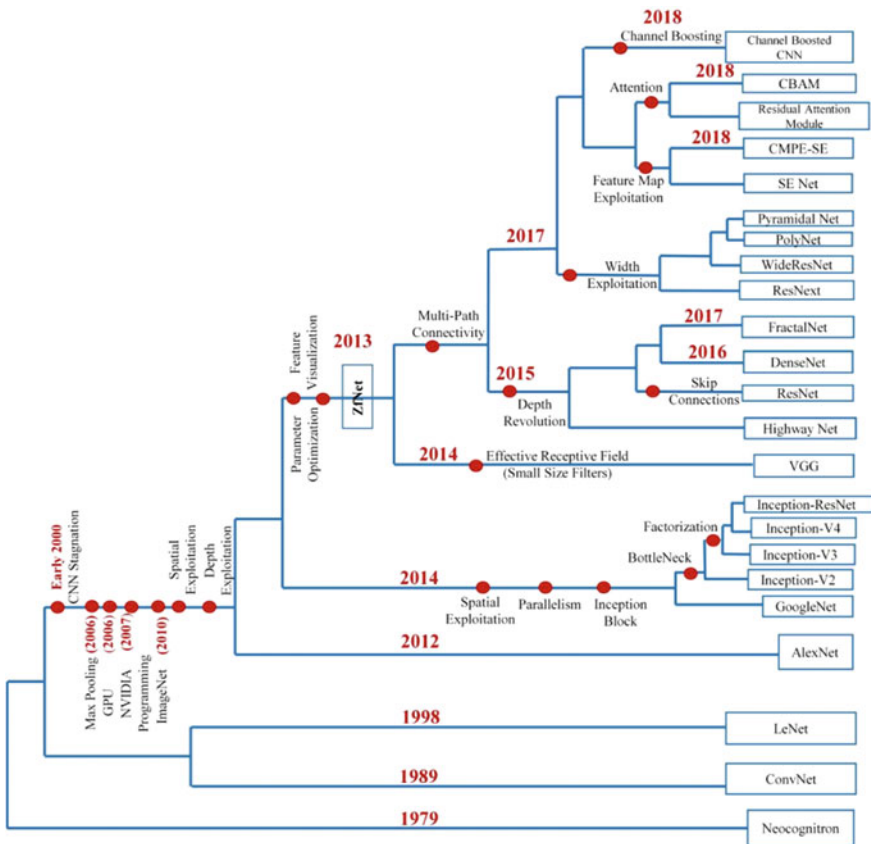 2018
Channel Boosting
Channel Boosted
CNN
2018
Attention
CBAM
Residual Attention
Module
2018
CMPE-SE
Feature Map
Exploitation
SE Net
2017
Width
Exploitation
Pyramidal Net
PolyNet
WideResNet
ResNext
Multi-Path
Connectivity
2013
ZfNet
Feature
Visualization
Parameter
Optimization
2015
Depth
Revolution
2017
FractalNet
2016
DenseNet
Skip
Connections
ResNet
Highway Net
2014
Effective Receptive Field
(Small Size Filters)
VGG
Early 2000
CNN Stagnation
Spatial
Exploitation
Depth
Exploitation
Max Pooling (2006)
GPU (2006)
NVIDIA (2007)
Programming
ImageNet (2010)
2014
Spatial
Exploitation
Parallelism
Inception
Block
BottleNeck
Factorization
Inception-ResNet
Inception-V4
Inception-V3
Inception-V2
GoogleNet
2012
AlexNet
1998
LeNet
1989
ConvNet
1979
Neocognitron